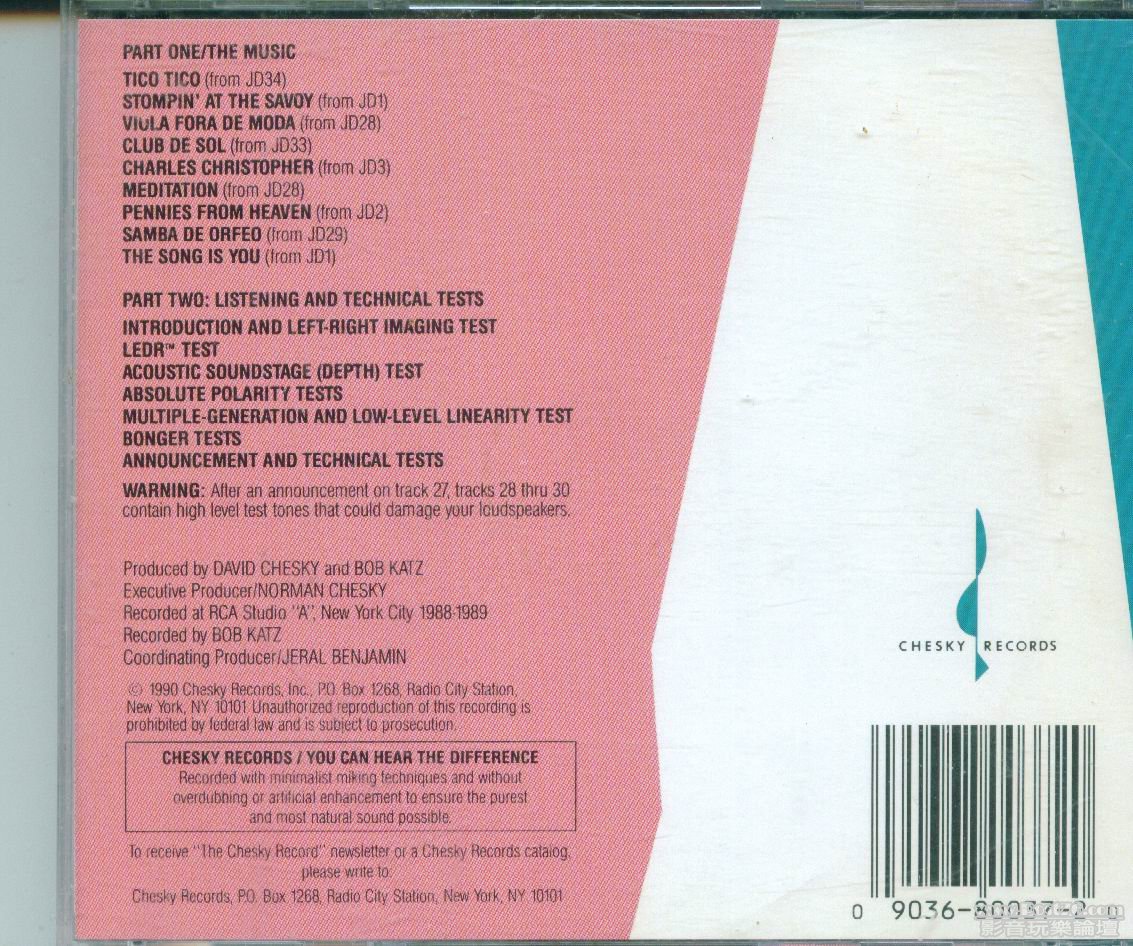 PART ONE/THE MUSIC
TICO TICO (from JD34)
STOMPIN' AT THE SAVOY (from JD1)
VIOLA FORA DE MODA (from JD28)
CLUB DE SOL (from JD33)
CHARLES CHRISTOPHER (from JD3)
MEDITATION (from JD28)
PENNIES FROM HEAVEN (from JD2)
SAMBA DE ORFEO (from JD29)
THE SONG IS YOU (from JD1)
PART TWO: LISTENING AND TECHNICAL TESTS
INTRODUCTION AND LEFT-RIGHT IMAGING TEST
LEDR™ TEST
ACOUSTIC SOUNDSTAGE (DEPTH) TEST
ABSOLUTE POLARITY TESTS
MULTIPLE-GENERATION AND LOW-LEVEL LINEARITY TEST
BONGER TESTS
ANNOUNCEMENT AND TECHNICAL TESTS
WARNING: After an announcement on track 27, tracks 28 thru 30
contain high level test tones that could damage your loudspeakers.
Produced by DAVID CHESKY and BOB KATZ
Executive Producer/NORMAN CHESKY
Recorded at RCA Studio "A", New York City 1988-1989
Recorded by BOB KATZ
Coordinating Producer/JERAL BENJAMIN
© 1990 Chesky Records, Inc., P.O. Box 1268, Radio City Station,
New York, NY 10101 Unauthorized reproduction of this recording is
prohibited by federal law and is subject to prosecution.
CHESKY RECORDS / YOU CAN HEAR THE DIFFERENCE
Recorded with minimalist miking techniques and without
overdubbing or artificial enhancement to ensure the purest
and most natural sound possible.
To receive "The Chesky Record" newsletter or a Chesky Records catalog,
please write to:
Chesky Records, P.O. Box 1268, Radio City Station, New York, NY 10101
CHESKY RECORDS
0 9036-80037-2 0
影音玩樂論壇